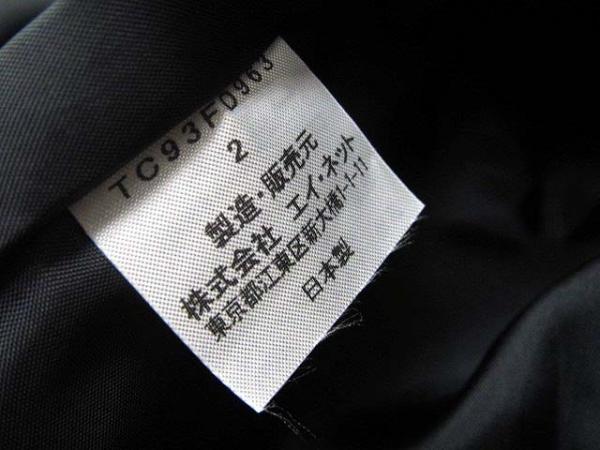 TC93FD963
2
製造・販売元
株式会社 エイ・ネット
東京都江東区新大橋1-1-11
日本製